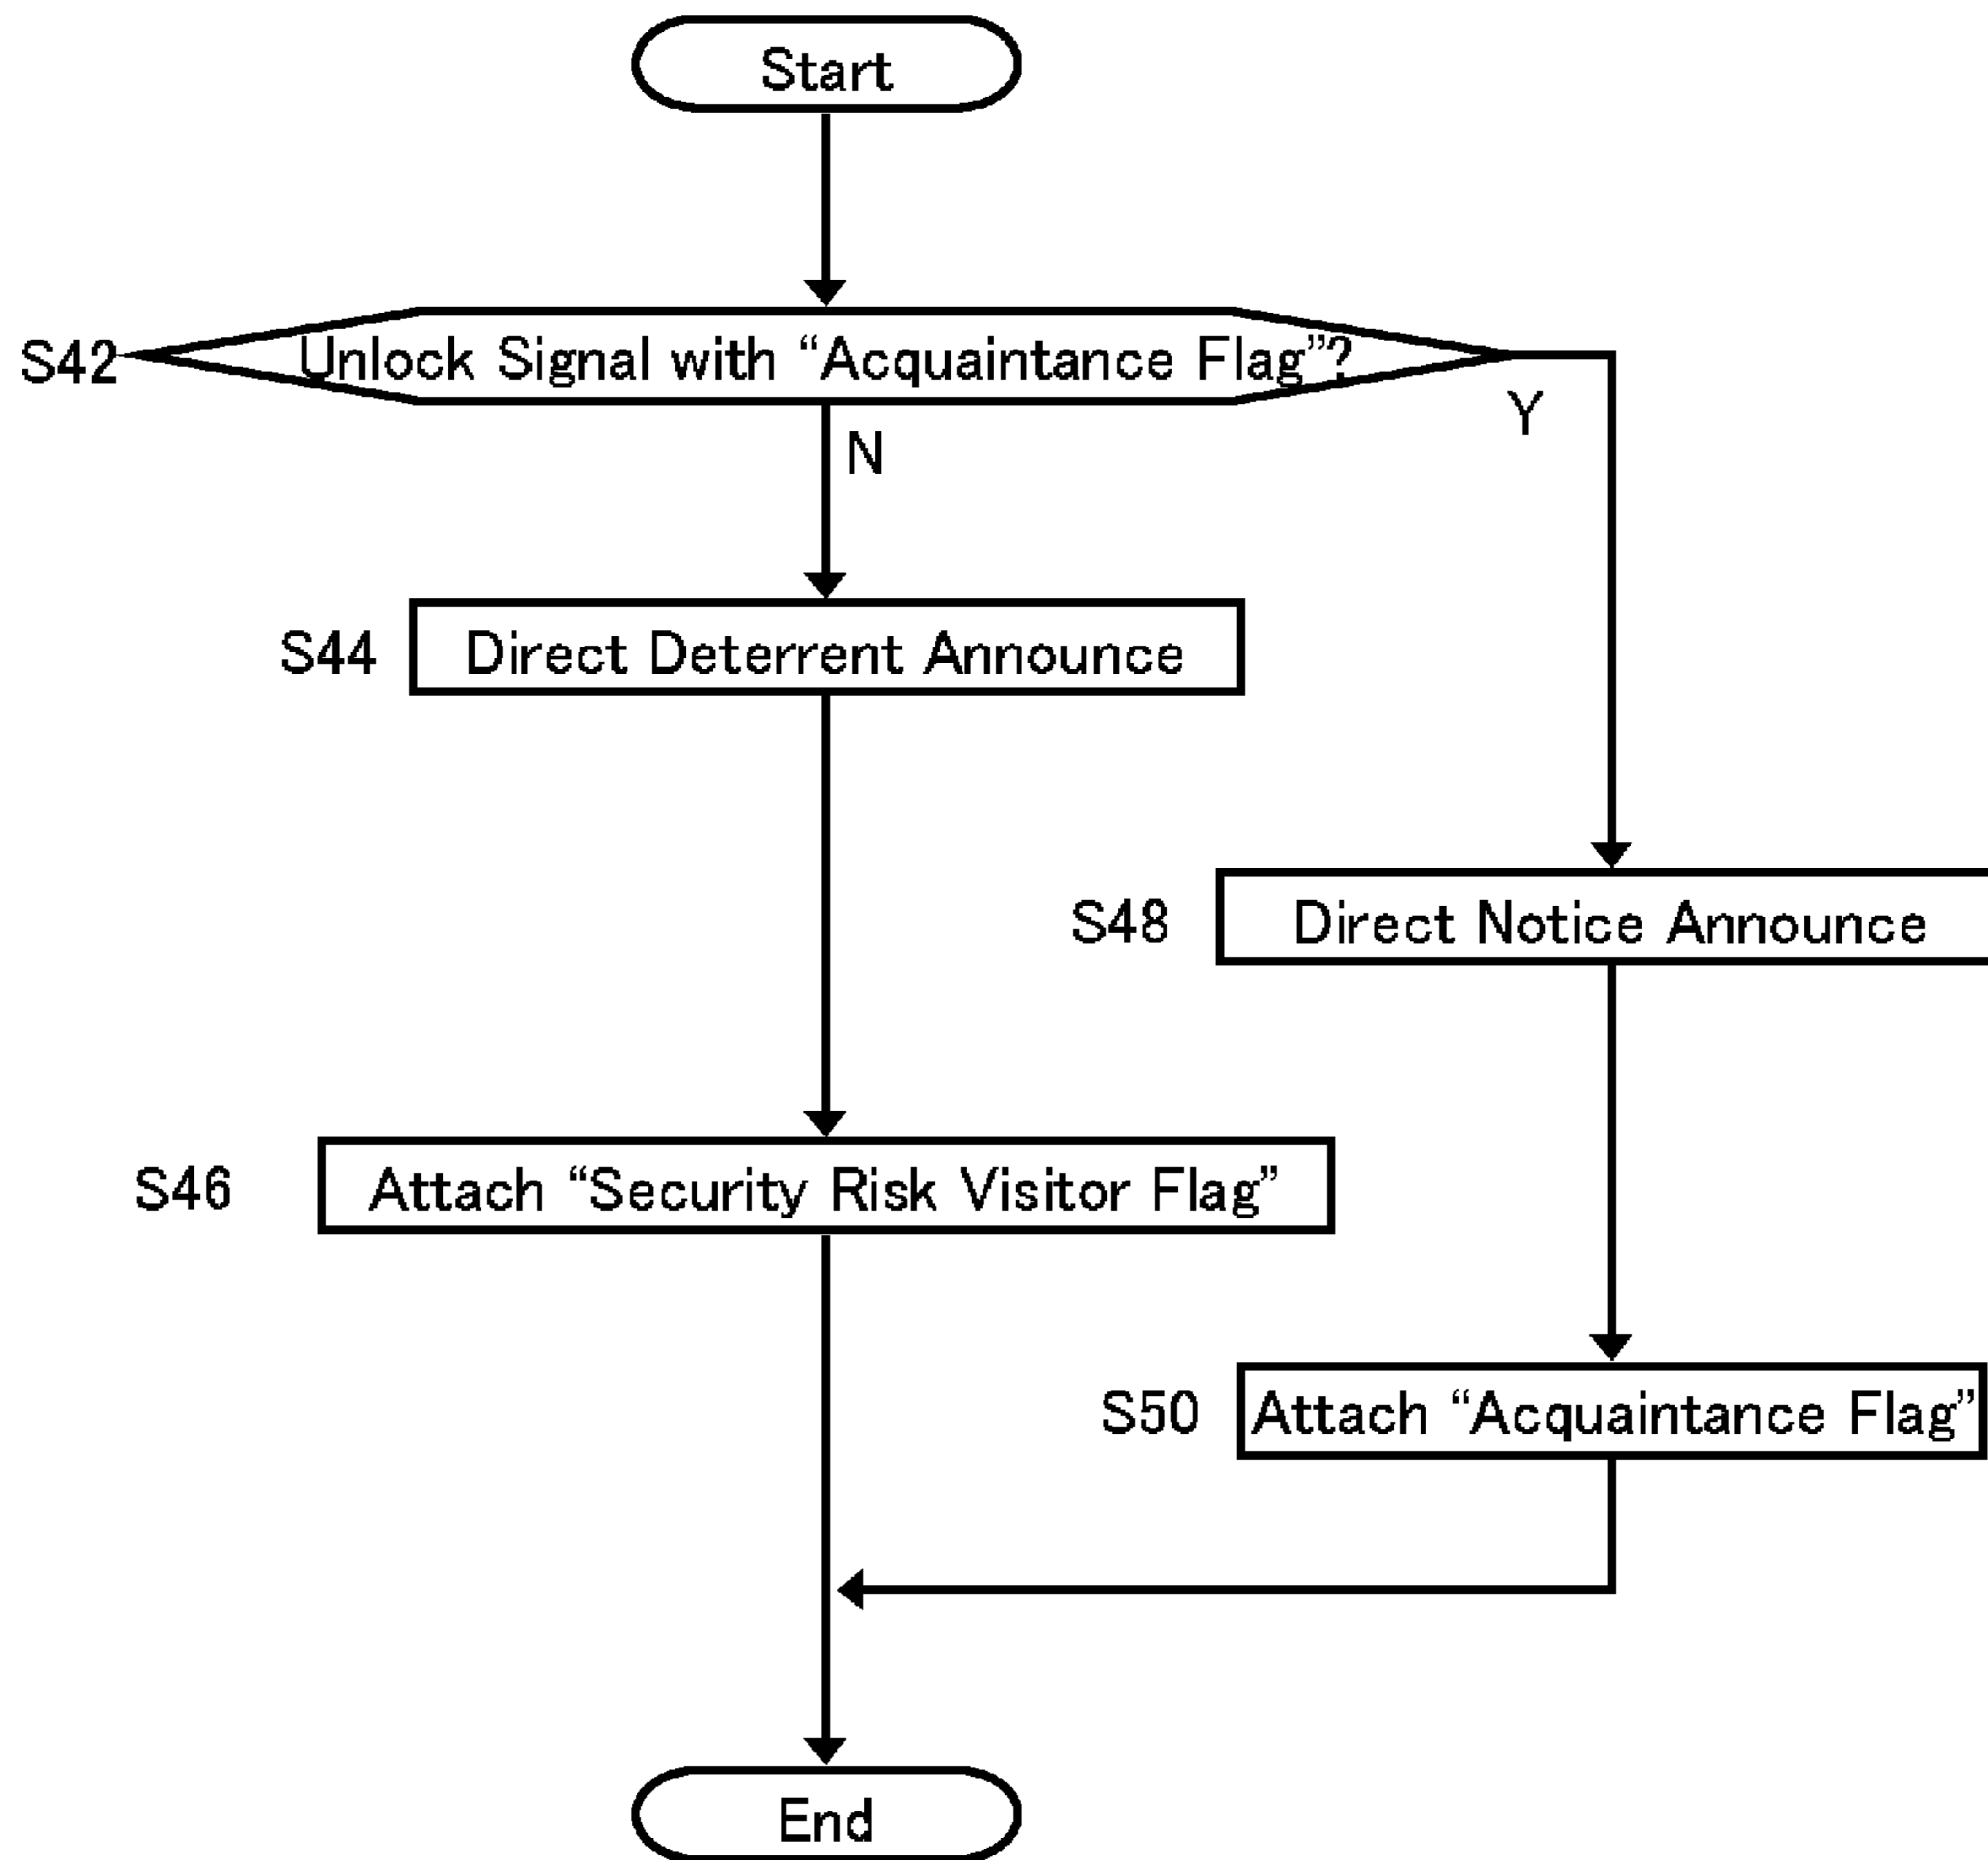 Start
S42 Unlock Signal with “Acquaintance Flag”?
Y
N
S44 Direct Deterrent Announce
S48 Direct Notice Announce
S46 Attach “Security Risk Visitor Flag”
S50 Attach “Acquaintance Flag”
End